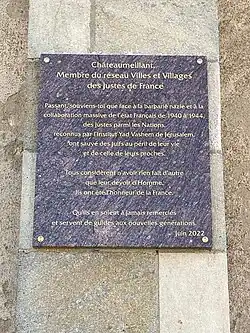 Châteaumeillant,
Membre du réseau Villes et Villages
des Justes de France
Passant, souviens-toi que face à la barbarie nazie et à la
collaboration massive de l'état Français de 1940 à 1944,
des Justes parmi les Nations,
reconnus par l'Institut Yad Vashem de Jérusalem,
ont sauvé des Juifs au péril de leur vie
et de celle de leurs proches.
Tous considèrent n'avoir rien fait d'autre
que leur devoir d'Homme.
Ils ont été l'honneur de la France.
Qu'ils en soient à jamais remerciés
et servent de guides aux nouvelles générations.
Juin 2022